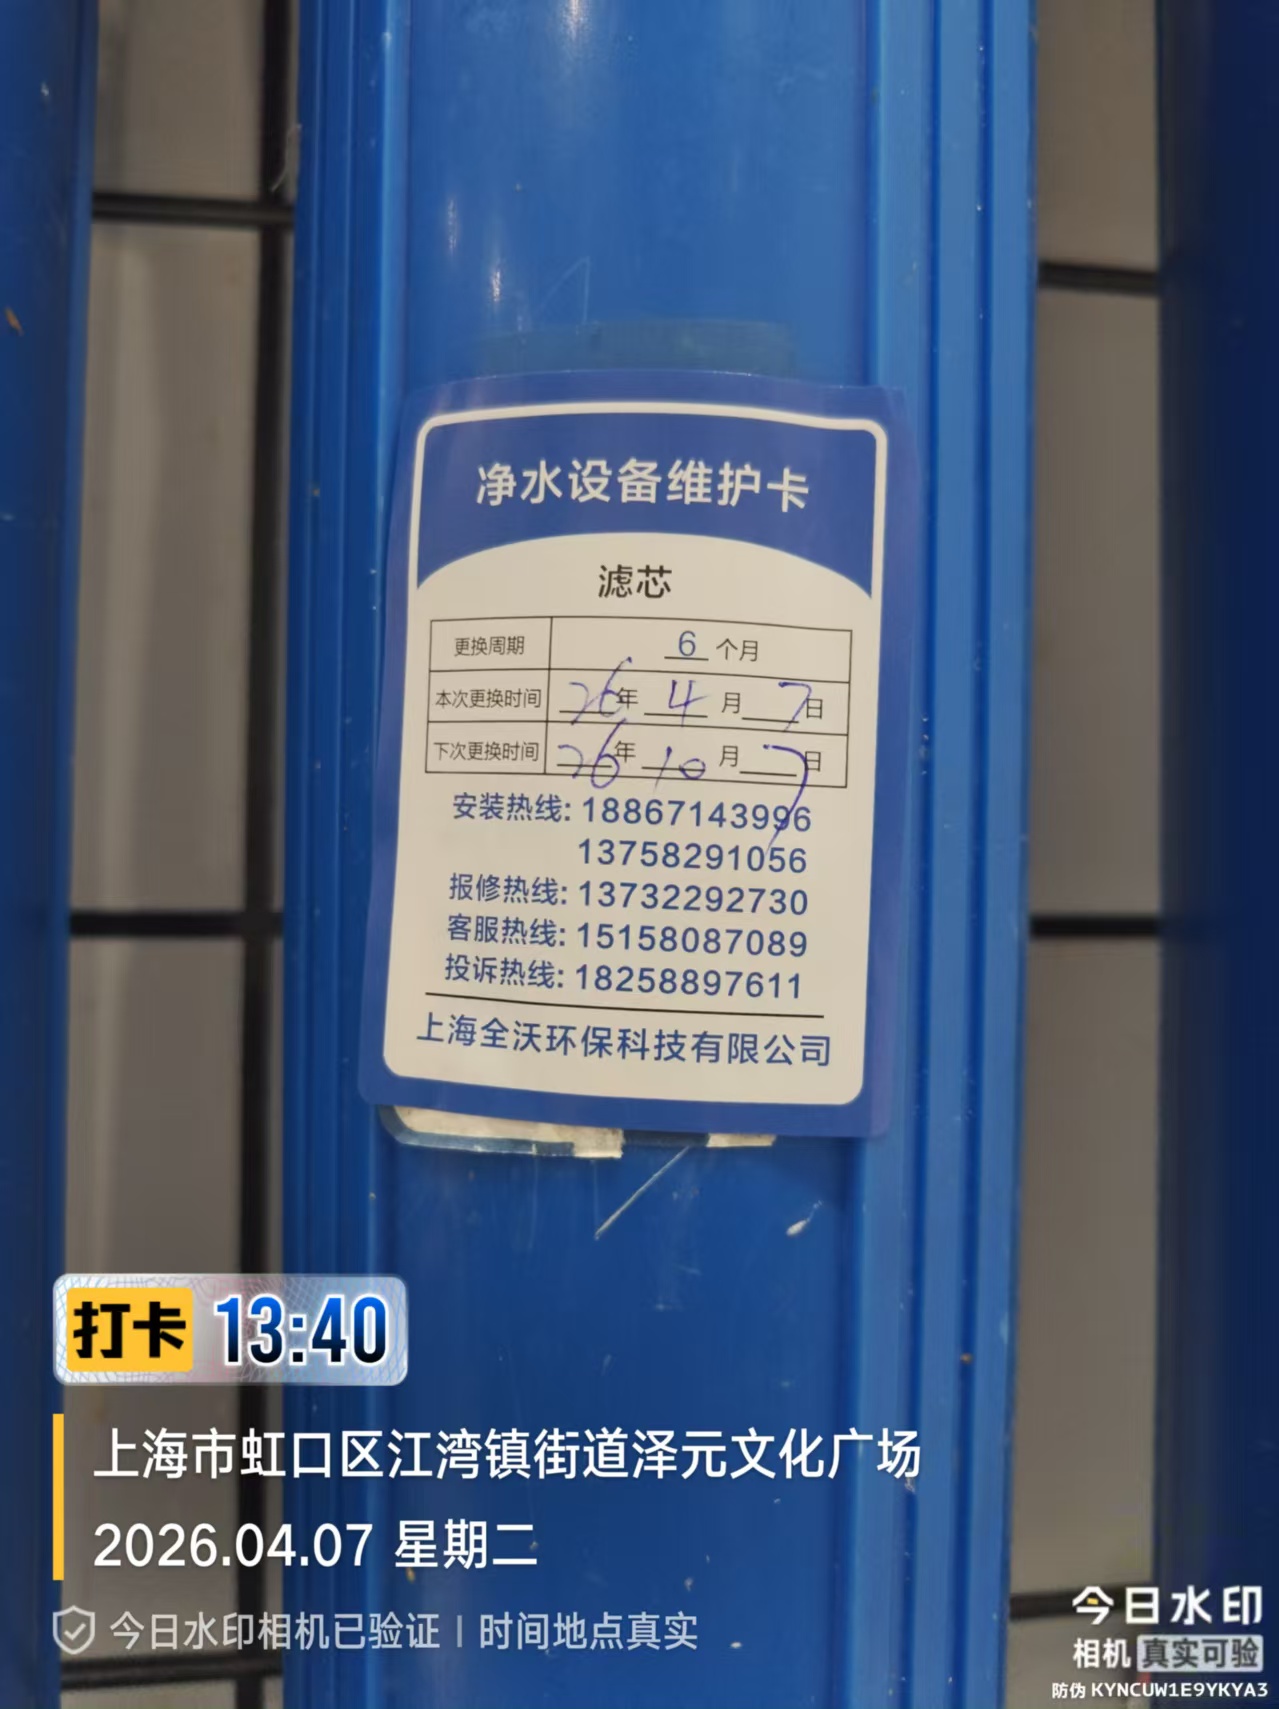 净水设备维护卡
滤芯
更换周期 6 个月
本次更换时间 26年 4月 7日
下次更换时间 26年 10月 7日
安装热线: 18867143996
13758291056
报修热线: 13732292730
客服热线: 15158087089
投诉热线: 18258897611
上海全沃环保科技有限公司
打卡 13:40
上海市虹口区江湾镇街道泽元文化广场
2026.04.07 星期二
今日水印相机已验证 | 时间地点真实
今日水印
相机 真实可验
防伪 KYNCUW1E9YKYA3